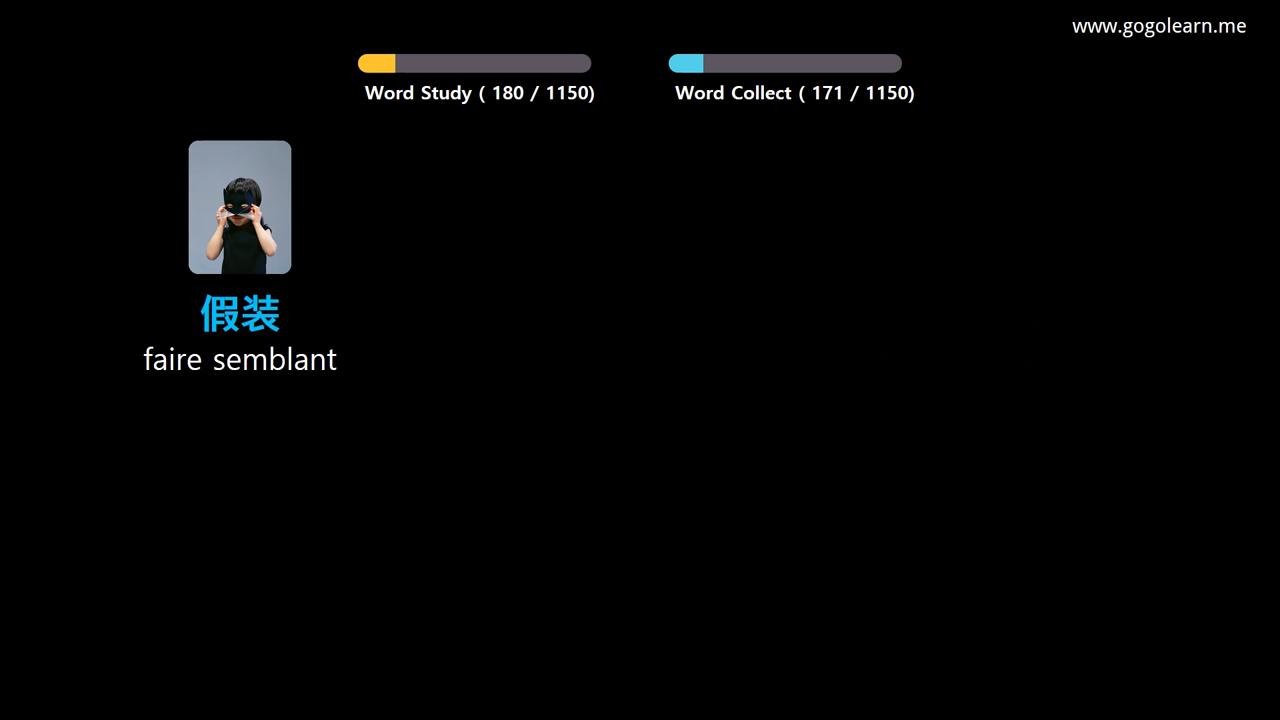 www.gogolearn.me
Word Study ( 180 / 1150)
Word Collect ( 171 / 1150)
假装
faire semblant